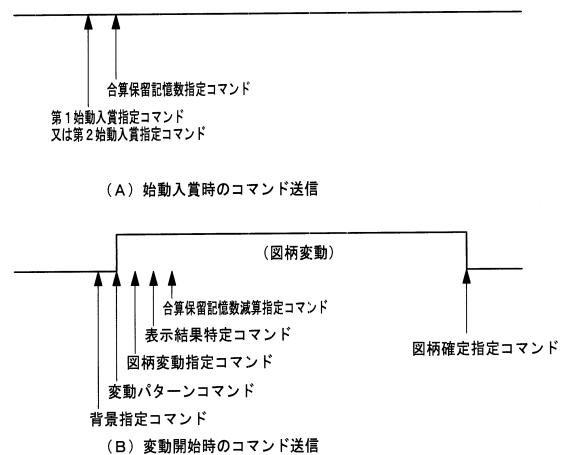 合算保留記憶数指定コマンド
第１始動入賞指定コマンド
又は第２始動入賞指定コマンド
（Ａ）始動入賞時のコマンド送信
（図柄変動）
合算保留記憶数減算指定コマンド
表示結果特定コマンド
図柄確定指定コマンド
図柄変動指定コマンド
変動パターンコマンド
背景指定コマンド
（Ｂ）変動開始時のコマンド送信